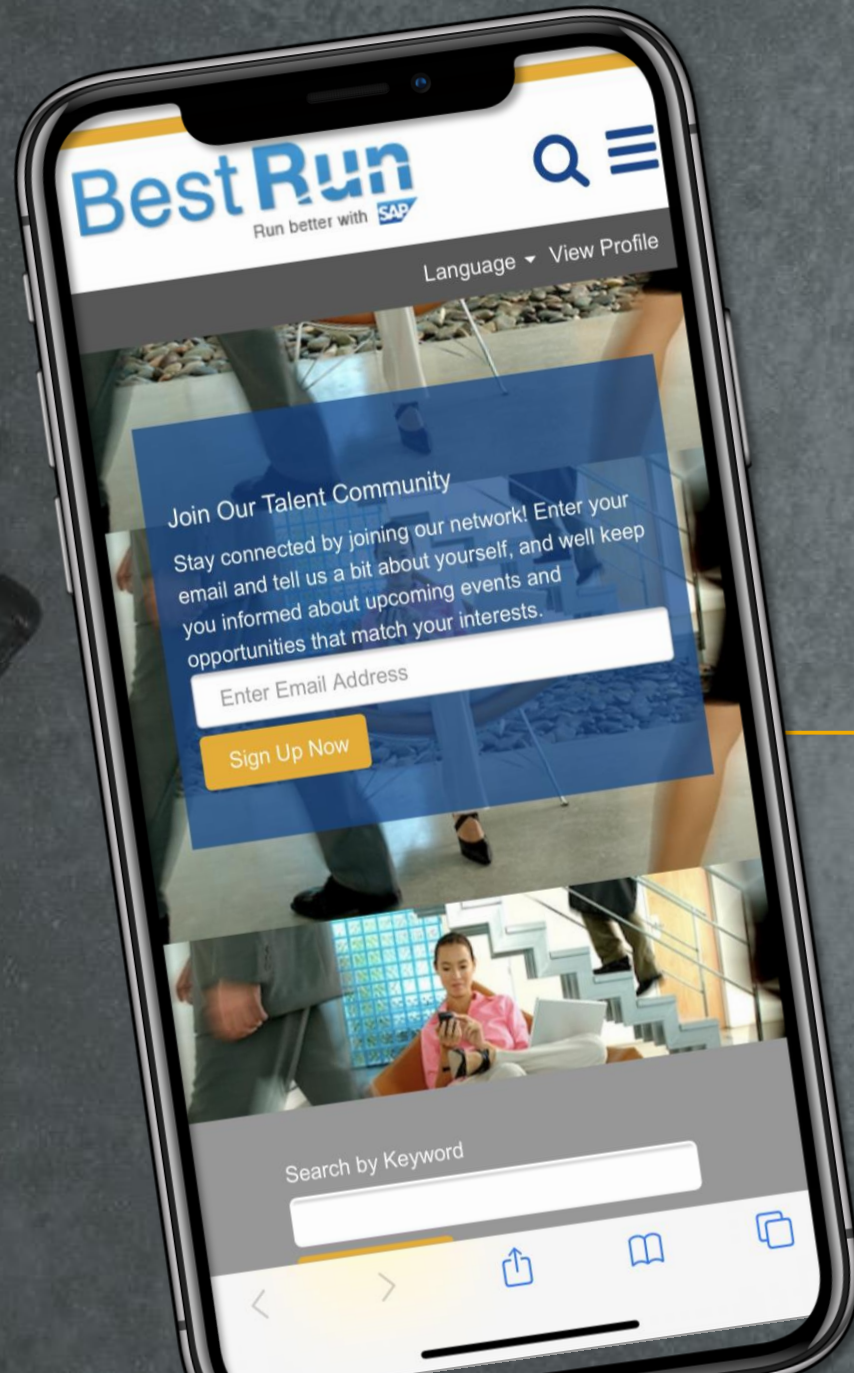 Best Run
Run better with SAP
Language View Profile
Join Our Talent Community
Stay connected by joining our network! Enter your
email and tell us a bit about yourself, and well keep
you informed about upcoming events and
opportunities that match your interests.
Enter Email Address
Sign Up Now
Search by Keyword